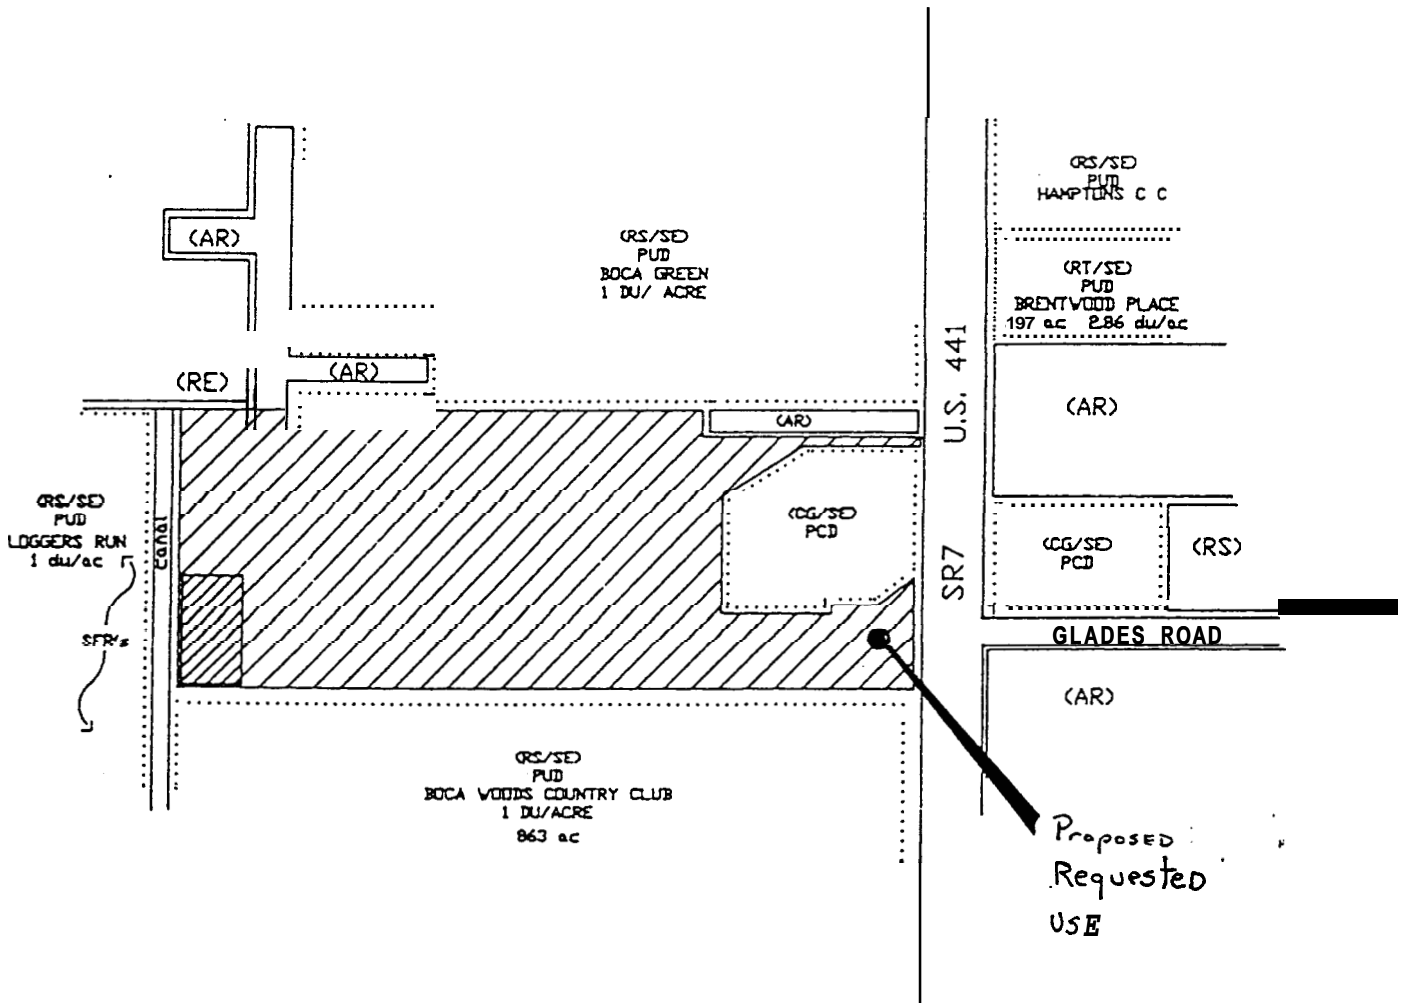 (RS/SE)
PUD
HAMPTONS C C
(AR)
(RS/SE)
PUD
BOCA GREEN
1 DU/ ACRE
(RT/SE)
PUD
BRENTWOOD PLACE
197 ac 2.86 du/ac
(RE)
(AR)
(AR)
U.S. 441
(AR)
(RS/SE)
PUD
LOGGERS RUN
1 du/ac
canal
(CG/SE)
PCD
SR7
(CG/SE)
PCD
(RS)
SFR's
GLADES ROAD
(AR)
(RS/SE)
PUD
BOCA WOODS COUNTRY CLUB
1 DU/ACRE
863 ac
PROPOSED
REQUESTED
USE